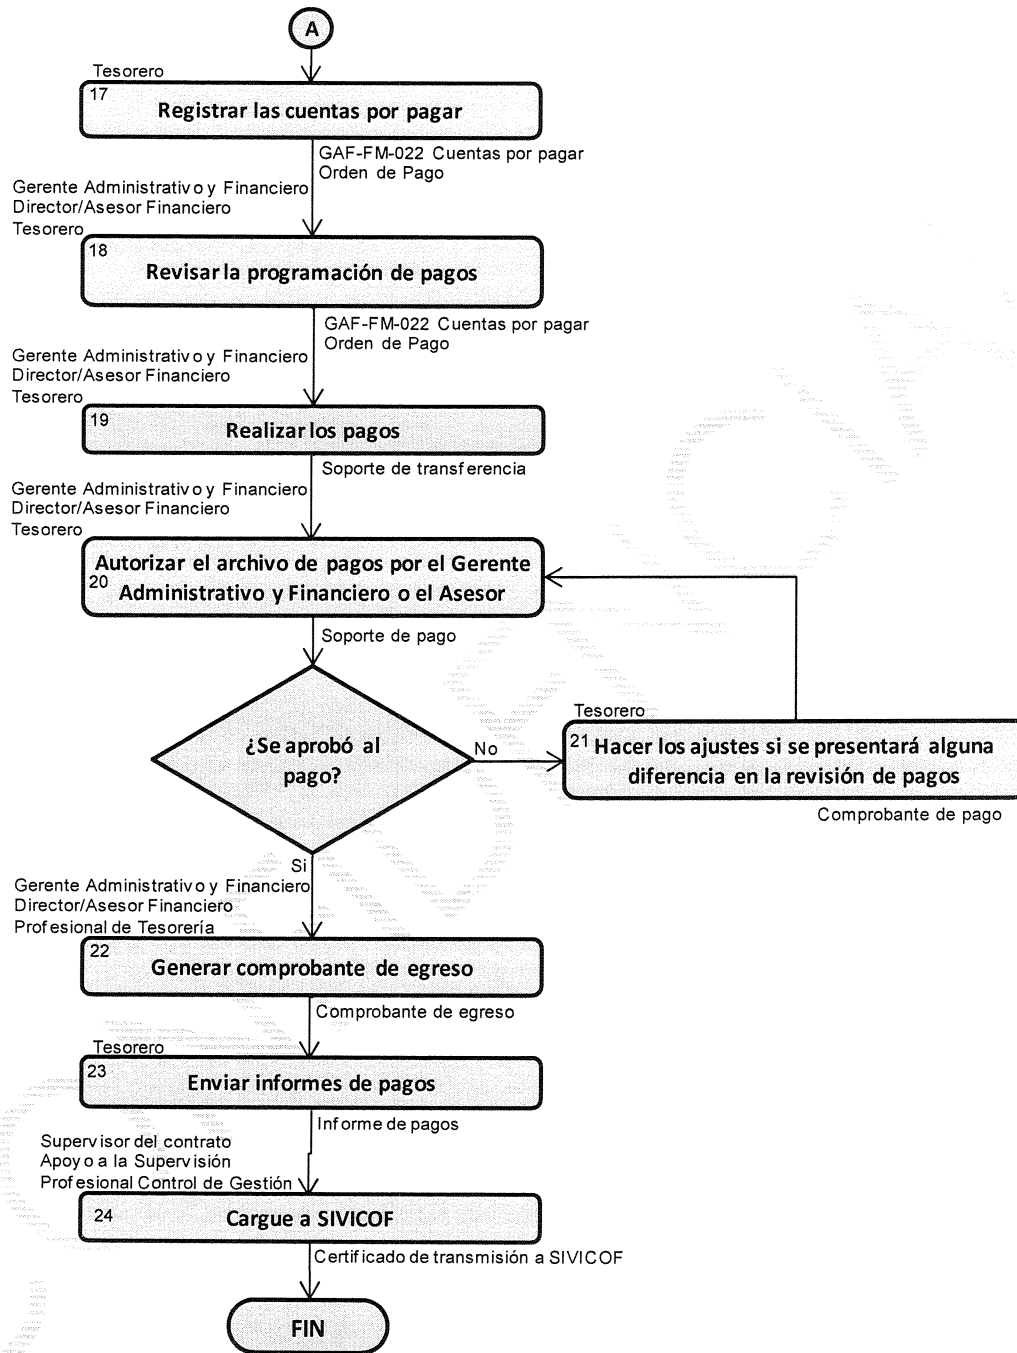 A
Tesorero
17
Registrar las cuentas por pagar
GAF-FM-022 Cuentas por pagar
Orden de Pago
Gerente Administrativo y Financiero
Director/Asesor Financiero
Tesorero
18
Revisar la programación de pagos
GAF-FM-022 Cuentas por pagar
Orden de Pago
Gerente Administrativo y Financiero
Director/Asesor Financiero
Tesorero
19
Realizar los pagos
Soporte de transferencia
Gerente Administrativo y Financiero
Director/Asesor Financiero
Tesorero
Autorizar el archivo de pagos por el Gerente
20
Administrativo y Financiero o el Asesor
Soporte de pago
¿Se aprobó al
pago?
No
Tesorero
21 Hacer los ajustes si se presentará alguna
diferencia en la revisión de pagos
Comprobante de pago
Si
Gerente Administrativo y Financiero
Director/Asesor Financiero
Profesional de Tesorería
22
Generar comprobante de egreso
Comprobante de egreso
Tesorero
23
Enviar informes de pagos
Informe de pagos
Supervisor del contrato
Apoyo a la Supervisión
Profesional Control de Gestión
24
Cargue a SIVICOF
Certificado de transmisión a SIVICOF
FIN